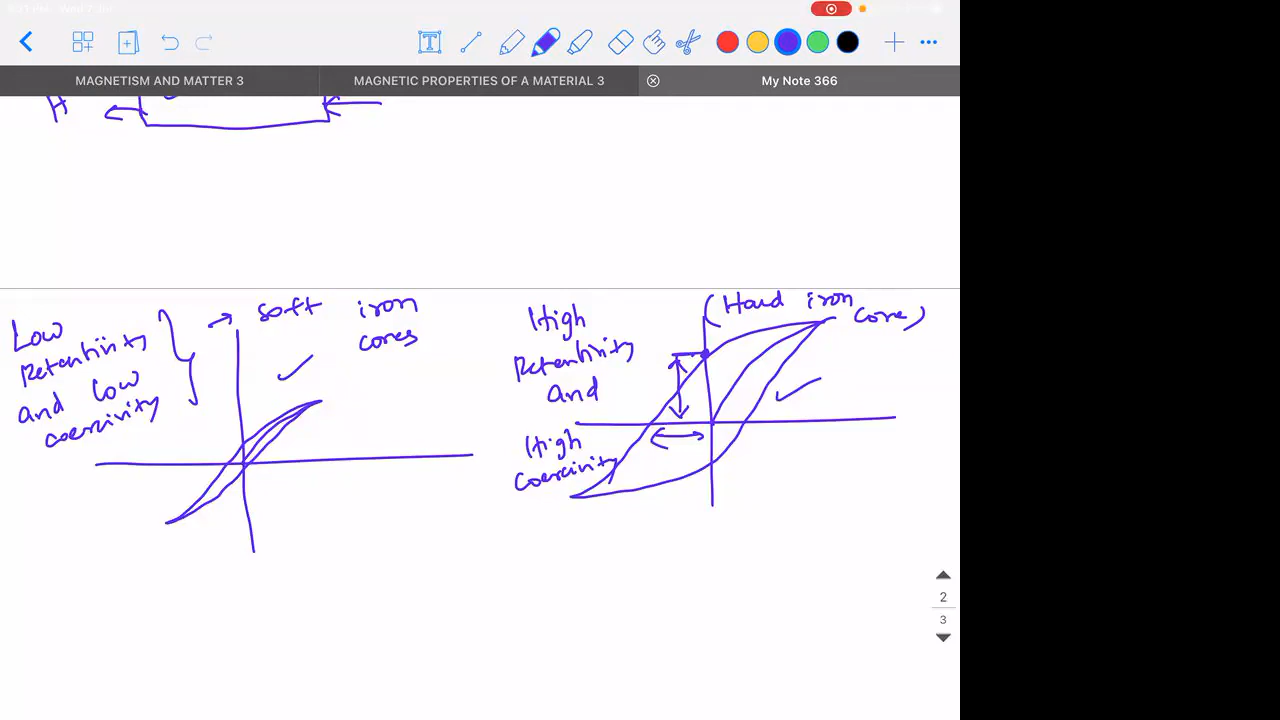 MAGNETISM AND MATTER 3
MAGNETIC PROPERTIES OF A MATERIAL 3
My Note 366
H
Low
Retentivity
and low
coercivity
→ soft iron
cores
High
Retentivity
and
High
Coercivity
(Hard iron
core)
2
3